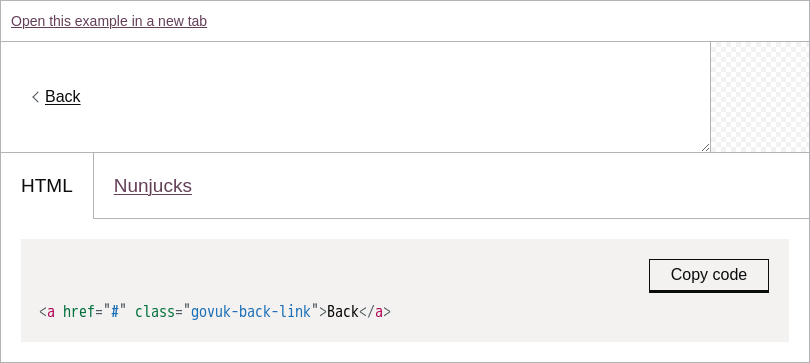 Open this example in a new tab
Back
HTML Nunjucks
Copy code
<a href="#" class="govuk-back-link">Back</a>